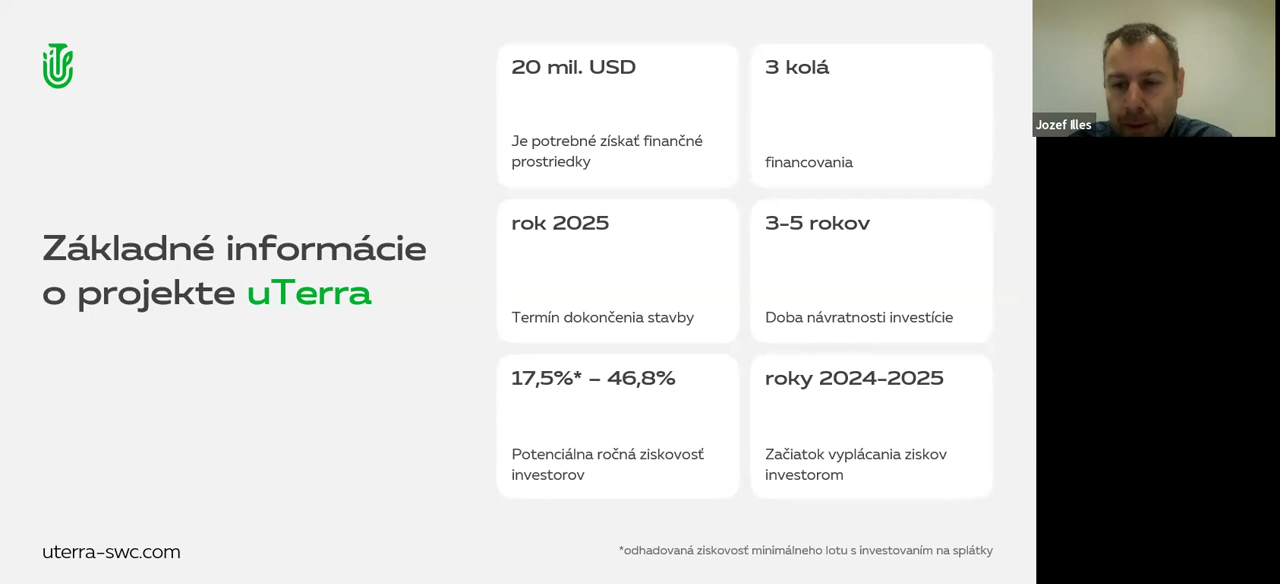 20 mil. USD
Je potrebné získať finančné
prostriedky
3 kolá
financovania
Základné informácie
o projekte uTerra
rok 2025
Termín dokončenia stavby
3-5 rokov
Doba návratnosti investície
17,5%* – 46,8%
Potenciálna ročná ziskovosť
investorov
roky 2024-2025
Začiatok vyplácania ziskov
investorom
uterra-swc.com
*odhadovaná ziskovosť minimálneho lotu s investovaním na splátky
Jozef Illes